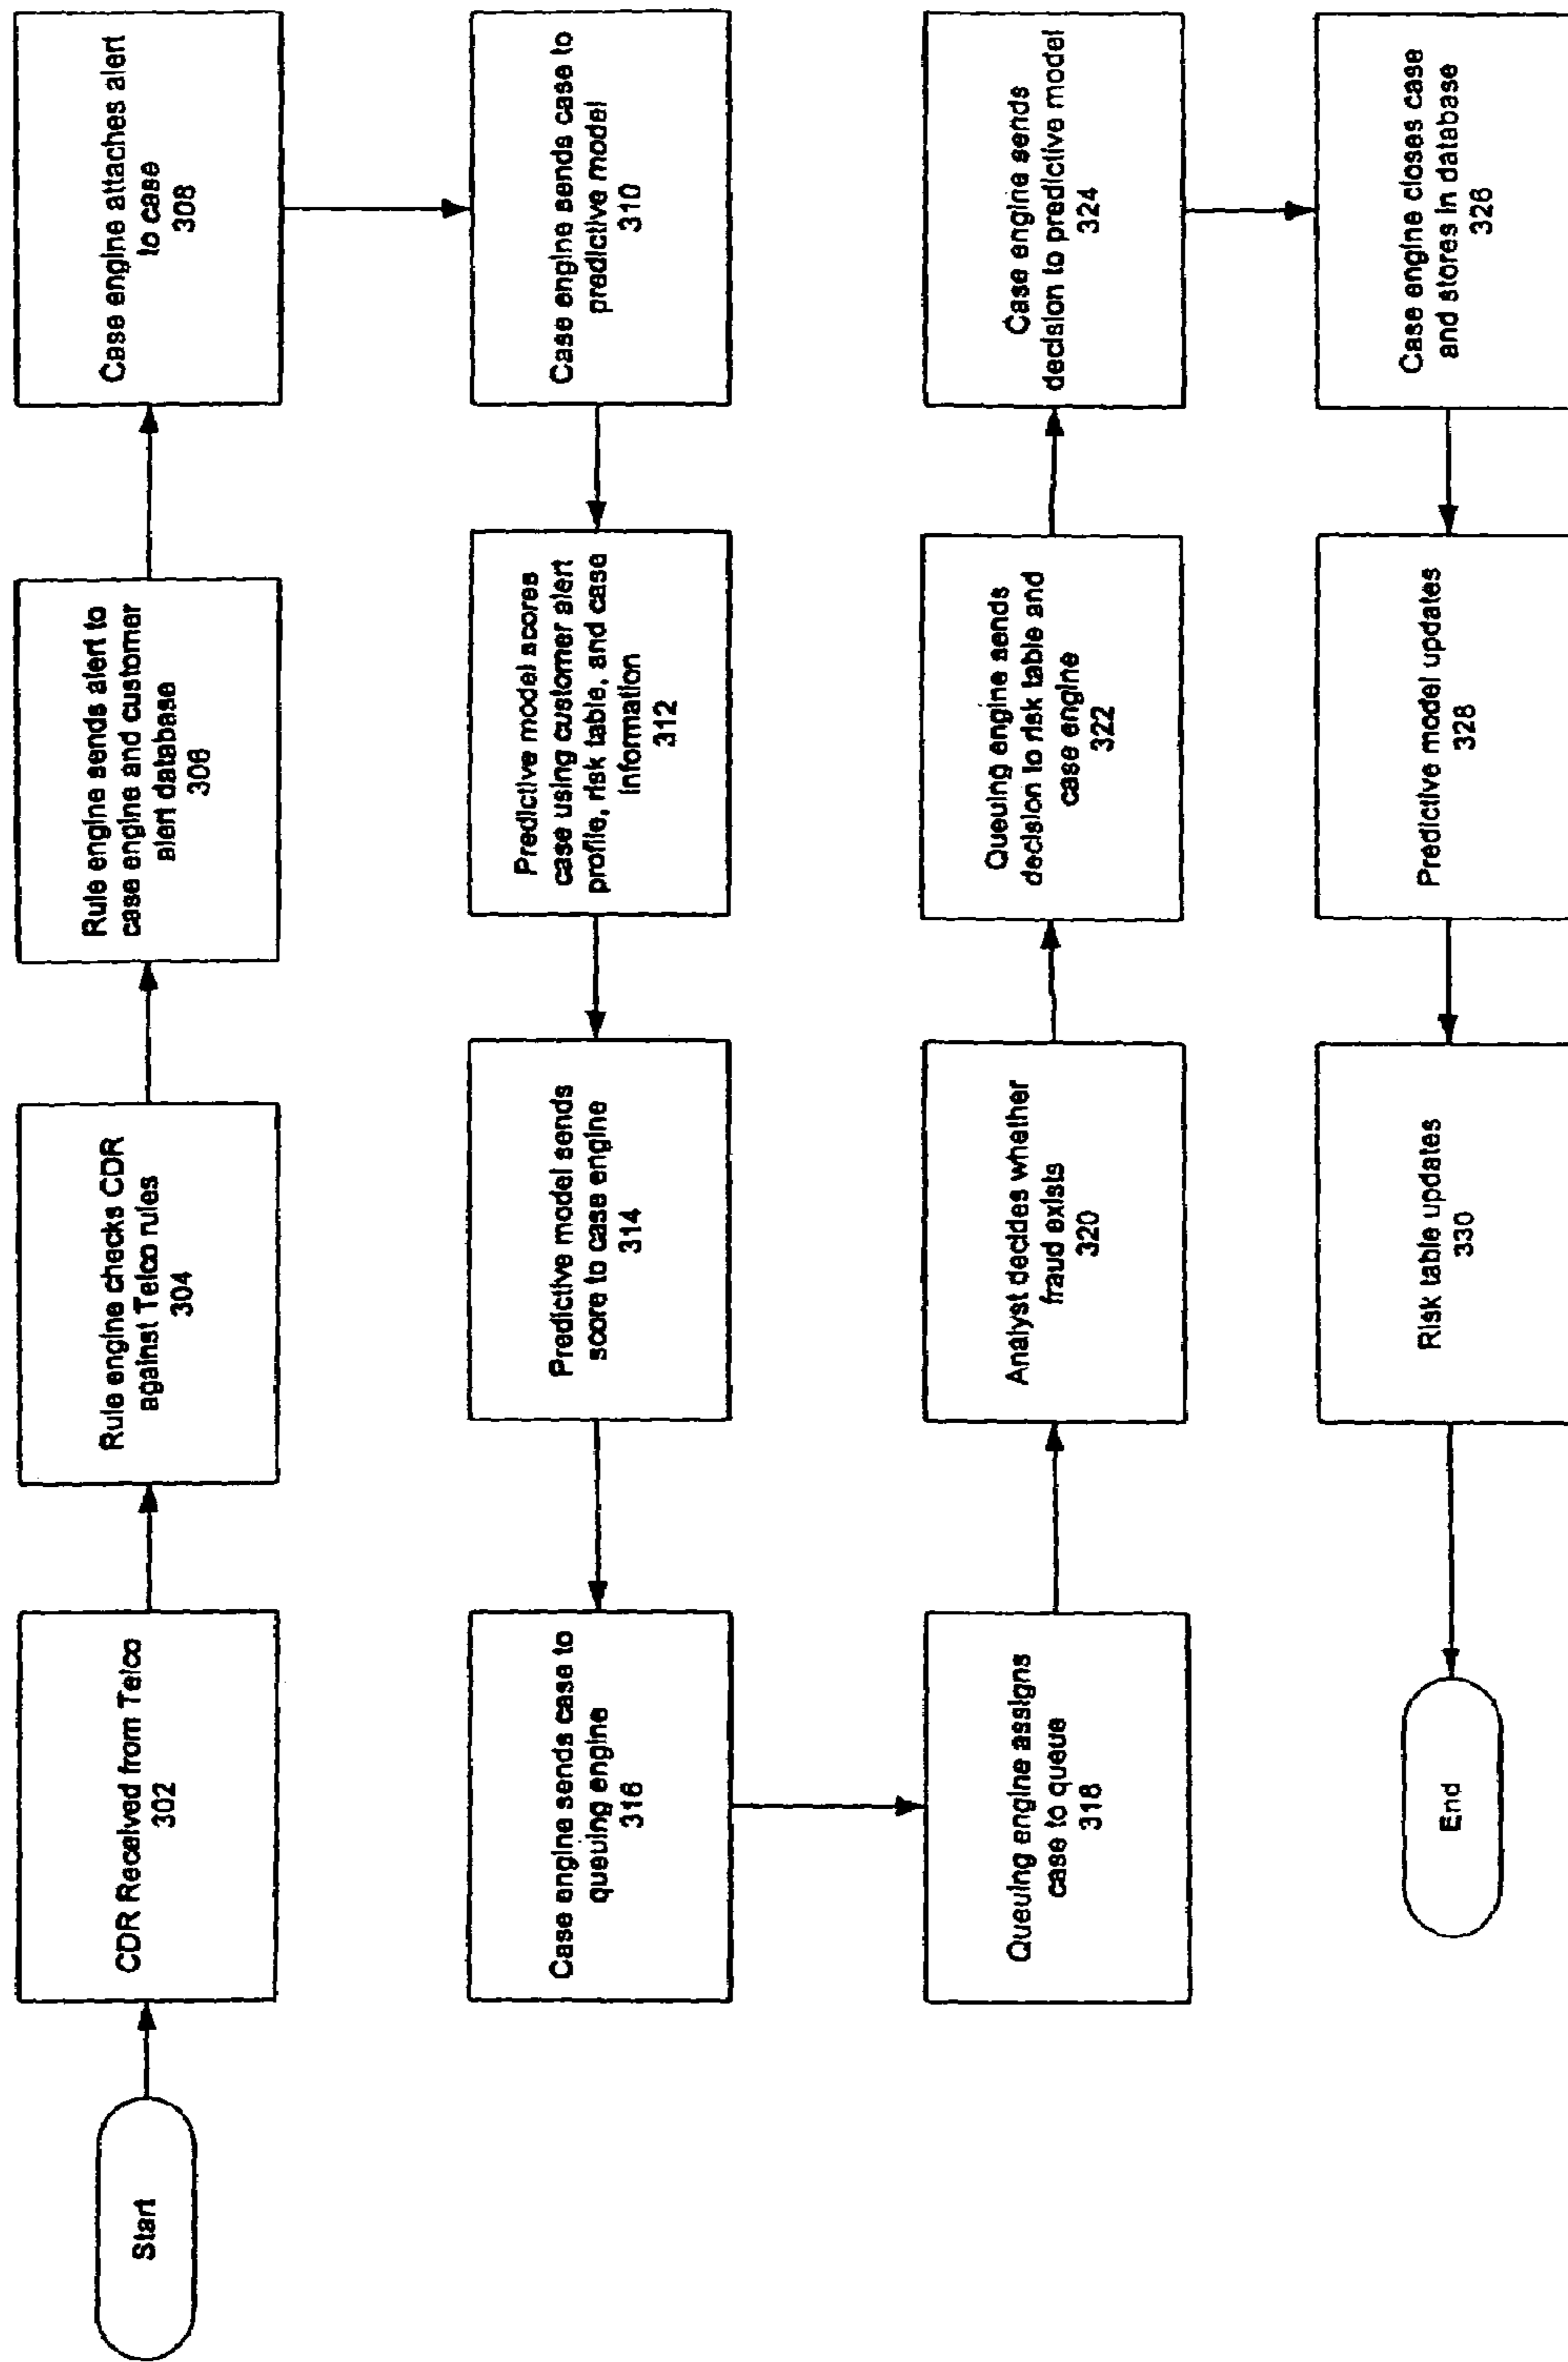 Start
CDR Received from Telco
302
Rule engine checks CDR
against Telco rules
304
Rule engine sends alert to
case engine and customer
alert database
306
Case engine attaches alert
to case
308
Case engine sends case to
predictive model
310
Predictive model scores
case using customer alert
profile, risk table, and case
information
312
Predictive model sends
score to case engine
314
Case engine sends case to
queuing engine
316
Queuing engine assigns
case to queue
318
Analyst decides whether
fraud exists
320
Queuing engine sends
decision to risk table and
case engine
322
Case engine sends
decision to predictive model
324
Case engine closes case
and stores in database
326
Predictive model updates
328
Risk table updates
330
End